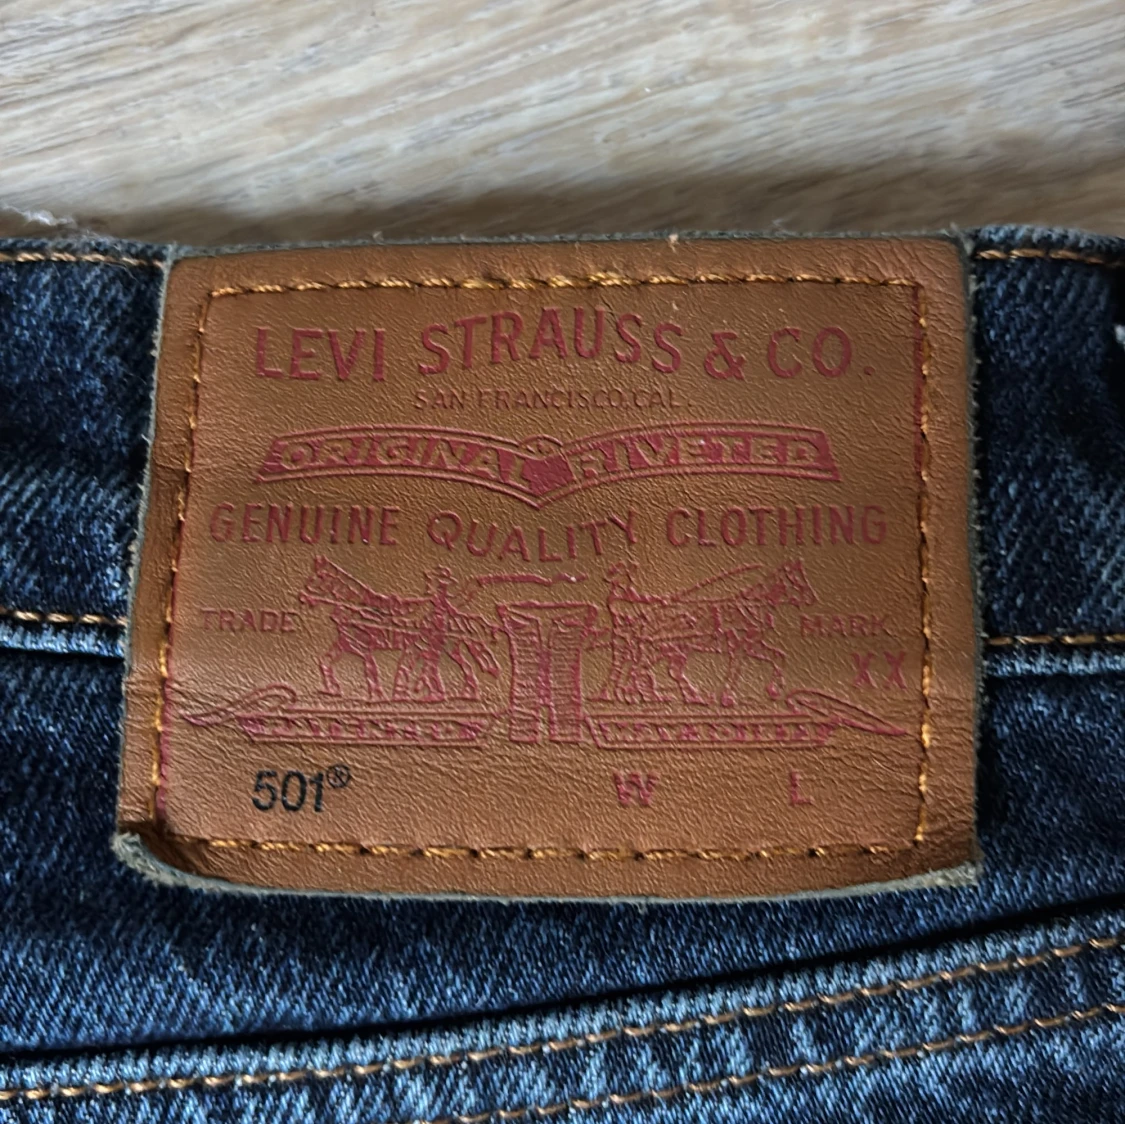 LEVI STRAUSS & CO.
SAN FRANCISCO, CAL.
ORIGINAL RIVETED
GENUINE QUALITY CLOTHING
TRADE MARK
XX
501® W L